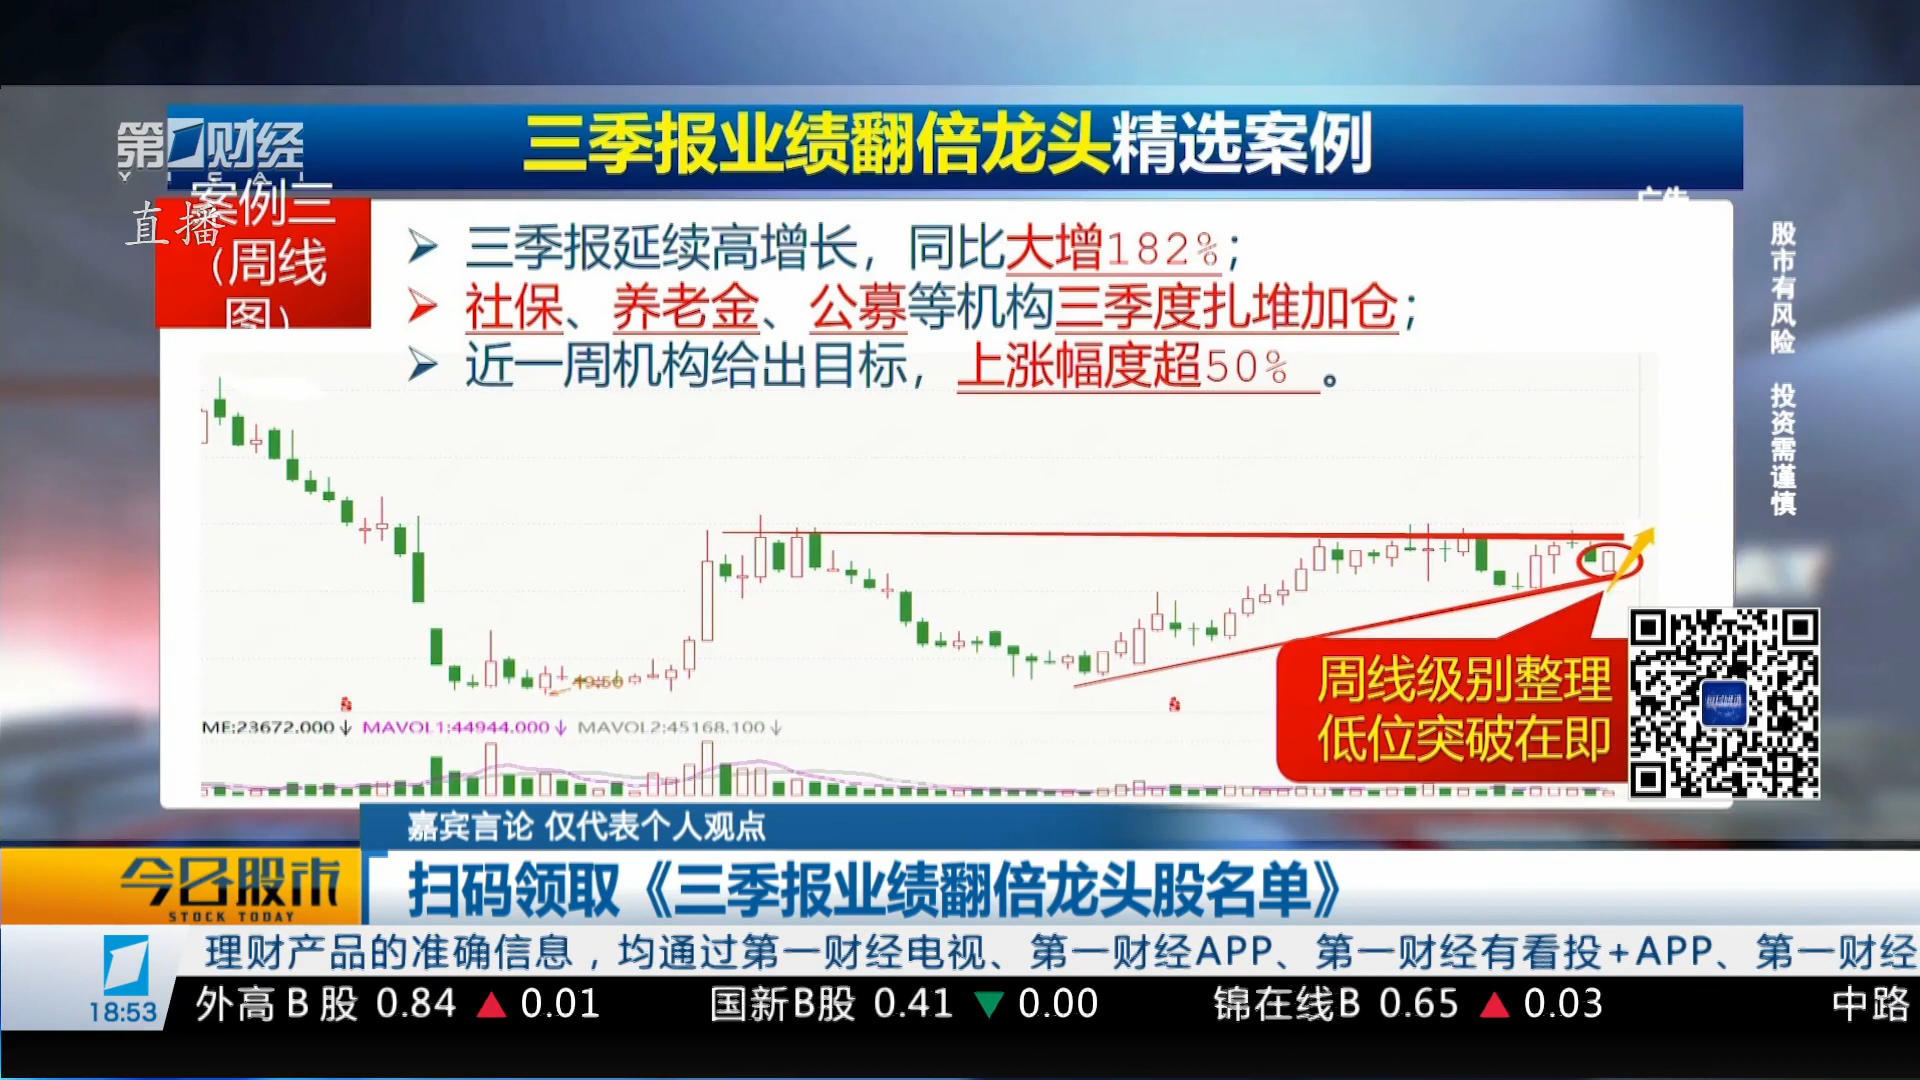 三季报业绩翻倍龙头精选案例
第1财经
YICAI
直播
案例三
(周线
图)
广告
➢ 三季报延续高增长，同比大增182%；
➢ 社保、养老金、公募等机构三季度扎堆加仓；
➢ 近一周机构给出目标，上涨幅度超50%。
股市有风险 投资需谨慎
49.50
ME:23672.000↓ MAVOL1:44944.000↓ MAVOL2:45168.100↓
周线级别整理
低位突破在即
嘉宾言论 仅代表个人观点
今日股市
STOCK TODAY
扫码领取《三季报业绩翻倍龙头股名单》
理财产品的准确信息，均通过第一财经电视、第一财经APP、第一财经有看投+APP、第一财经
18:53
外高B股 0.84 ▲ 0.01 国新B股 0.41 ▼ 0.00 锦在线B 0.65 ▲ 0.03 中路